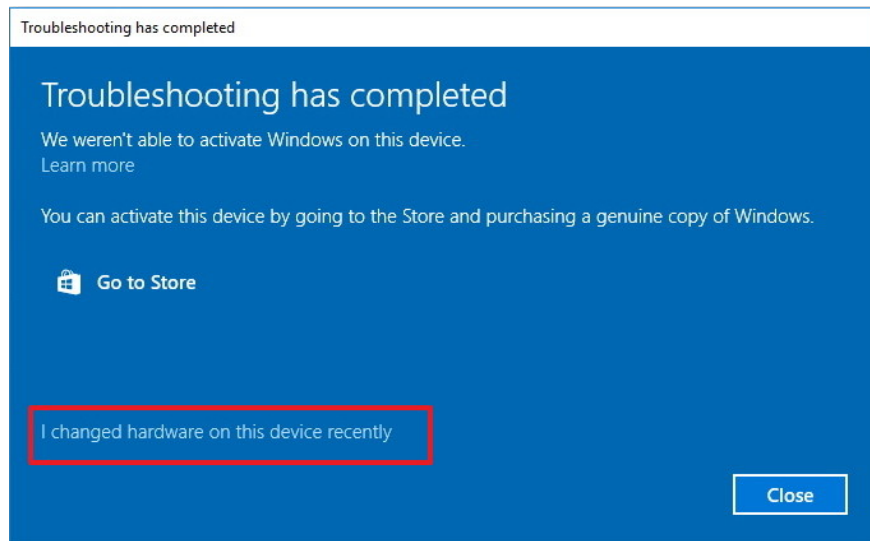 Troubleshooting has completed
Troubleshooting has completed
We weren't able to activate Windows on this device.
Learn more
You can activate this device by going to the Store and purchasing a genuine copy of Windows.
Go to Store
I changed hardware on this device recently
Close